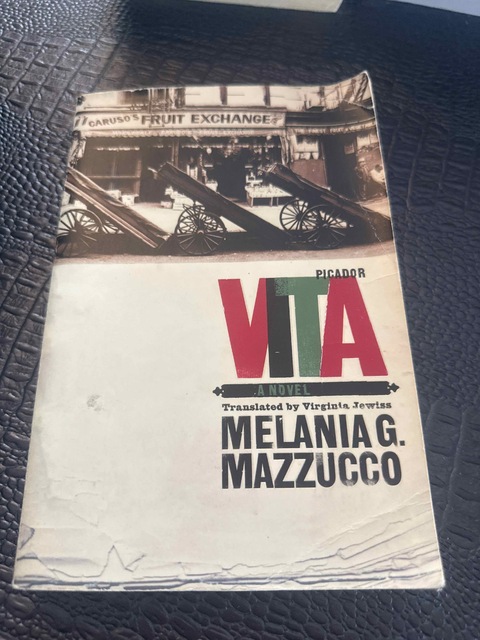 CARUSO'S FRUIT EXCHANGE
PICADOR
VITA
A NOVEL
Translated by Virginia Jewiss
MELANIA G.
MAZZUCCO